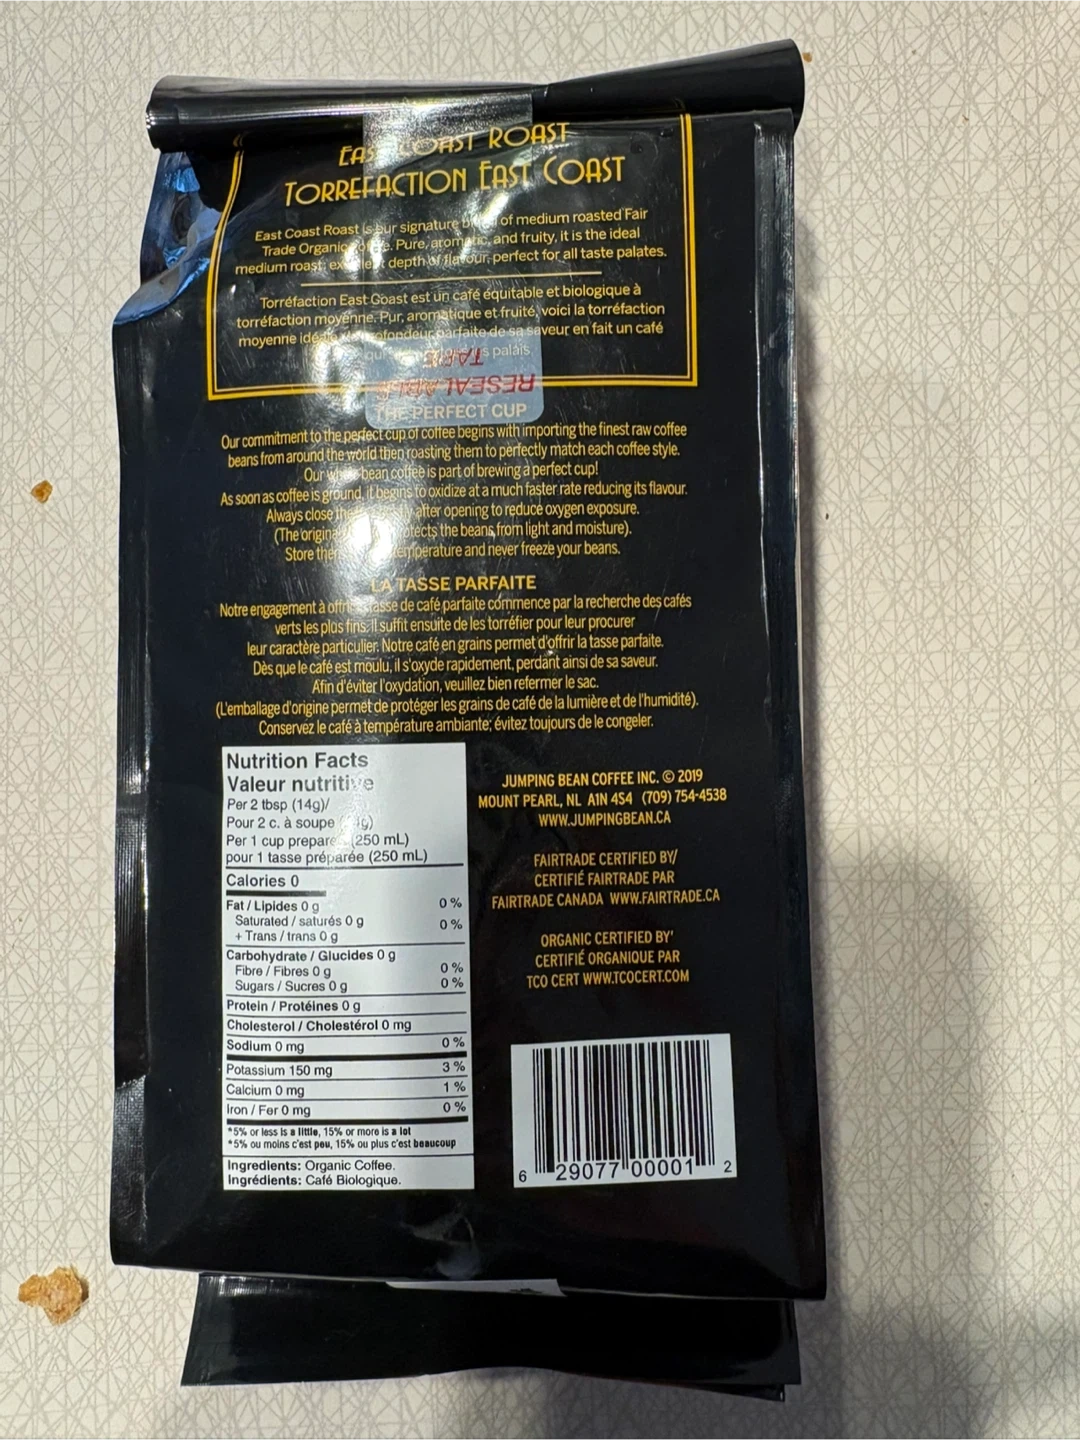 EAST COAST ROAST
TORREFACTION EAST COAST
East Coast Roast is our signature of medium roasted Fair
Trade Organic Pure, aromatic, and fruity, it is the ideal
medium roast; depth of flavour, perfect for all taste palates.
Torréfaction East Coast est un café équitable et biologique à
torréfaction moyenne. Pur, aromatique et fruité, voici la torréfaction
moyenne idéale parfaite de sa saveur en fait un café
palais
RESEALABLE
TAPE
THE PERFECT CUP
Our commitment to the perfect cup of coffee begins with importing the finest raw coffee
beans from around the world then roasting them to perfectly match each coffee style.
Our bean coffee is part of brewing a perfect cup!
As soon as coffee is ground, it begins to oxidize at a much faster rate reducing its flavour.
Always close after opening to reduce oxygen exposure.
(The original protects the beans from light and moisture).
Store temperature and never freeze your beans.
LA TASSE PARFAITE
Notre engagement à offrir tasse de café parfaite commence par la recherche des cafés
verts les plus fins. Il suffit ensuite de les torréfier pour leur procurer
leur caractère particulier. Notre café en grains permet d'offrir la tasse parfaite.
Dès que le café est moulu, il s'oxyde rapidement, perdant ainsi de sa saveur.
Afin d'éviter l'oxydation, veuillez bien refermer le sac.
(L'emballage d'origine permet de protéger les grains de café de la lumière et de l'humidité).
Conservez le café à température ambiante; évitez toujours de le congeler.
Nutrition Facts
Valeur nutritive
Per 2 tbsp (14g)/
Pour 2 c. à soupe
Per 1 cup prepared (250 mL)
pour 1 tasse préparée (250 mL)
Calories 0
Fat / Lipides 0 g 0 %
Saturated / saturés 0 g 0 %
+ Trans / trans 0 g
Carbohydrate / Glucides 0 g
Fibre / Fibres 0 g 0 %
Sugars / Sucres 0 g 0 %
Protein / Protéines 0 g
Cholesterol / Cholestérol 0 mg
Sodium 0 mg 0 %
Potassium 150 mg 3 %
Calcium 0 mg 1 %
Iron / Fer 0 mg 0 %
*5% or less is a little, 15% or more is a lot
*5% ou moins c'est peu, 15% ou plus c'est beaucoup
Ingredients: Organic Coffee.
Ingrédients: Café Biologique.
JUMPING BEAN COFFEE INC. © 2019
MOUNT PEARL, NL A1N 4S4 (709) 754-4538
WWW.JUMPINGBEAN.CA
FAIRTRADE CERTIFIED BY/
CERTIFIÉ FAIRTRADE PAR
FAIRTRADE CANADA WWW.FAIRTRADE.CA
ORGANIC CERTIFIED BY'
CERTIFIÉ ORGANIQUE PAR
TCO CERT WWW.TCOCERT.COM
6 29077 00001 2